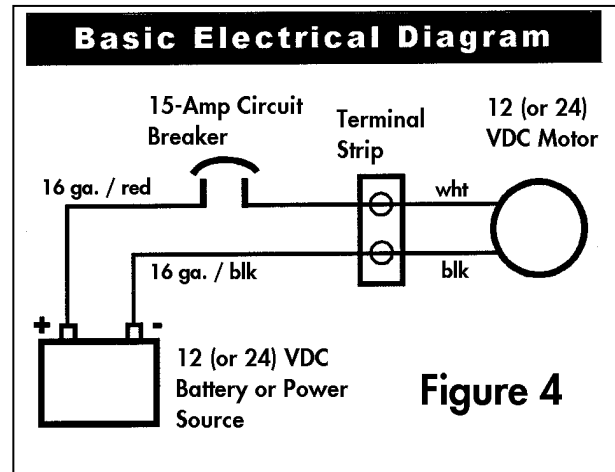 Basic Electrical Diagram
15-Amp Circuit
Breaker
Terminal
Strip
12 (or 24)
VDC Motor
16 ga. / red
wht
16 ga. / blk
blk
+
-
12 (or 24) VDC
Battery or Power
Source
Figure 4